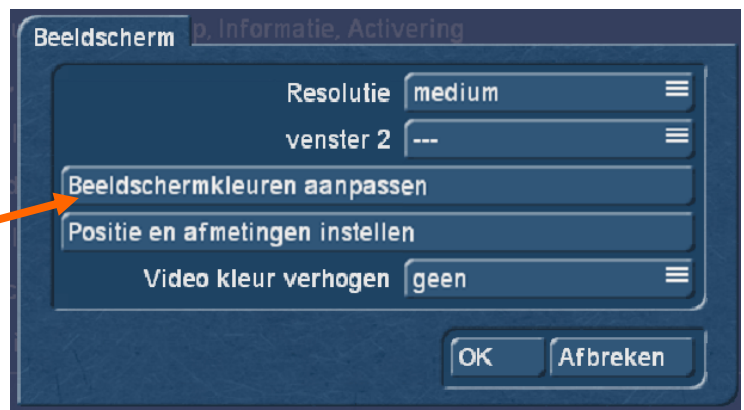 Beeldscherm p, Informatie, Activering
Resolutie medium
venster 2 ---
Beeldschermkleuren aanpassen
Positie en afmetingen instellen
Video kleur verhogen geen
OK Afbreken